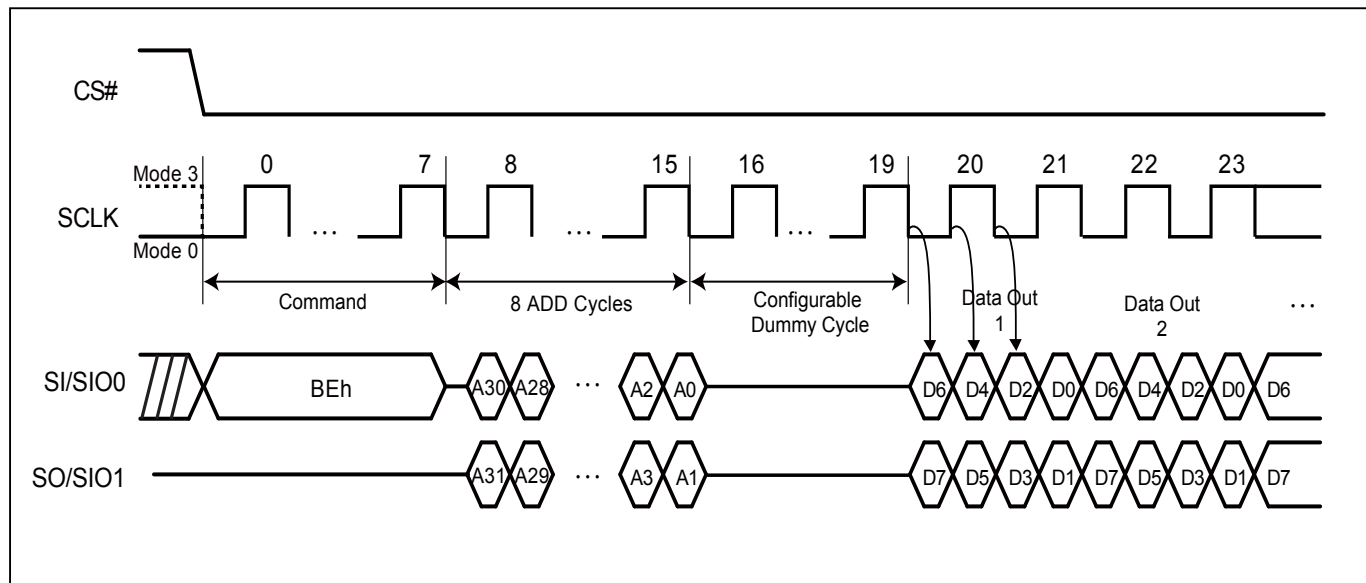 CS#
0 7 8 15 16 19 20 21 22 23
Mode 3
SCLK
Mode 0
... ... ...
Command
8 ADD Cycles
Configurable
Dummy Cycle
Data Out
1
Data Out
2
...
SI/SIO0
BEh
A30 A28 ... A2 A0
D6 D4 D2 D0 D6 D4 D2 D0 D6
SO/SIO1
A31 A29 ... A3 A1
D7 D5 D3 D1 D7 D5 D3 D1 D7